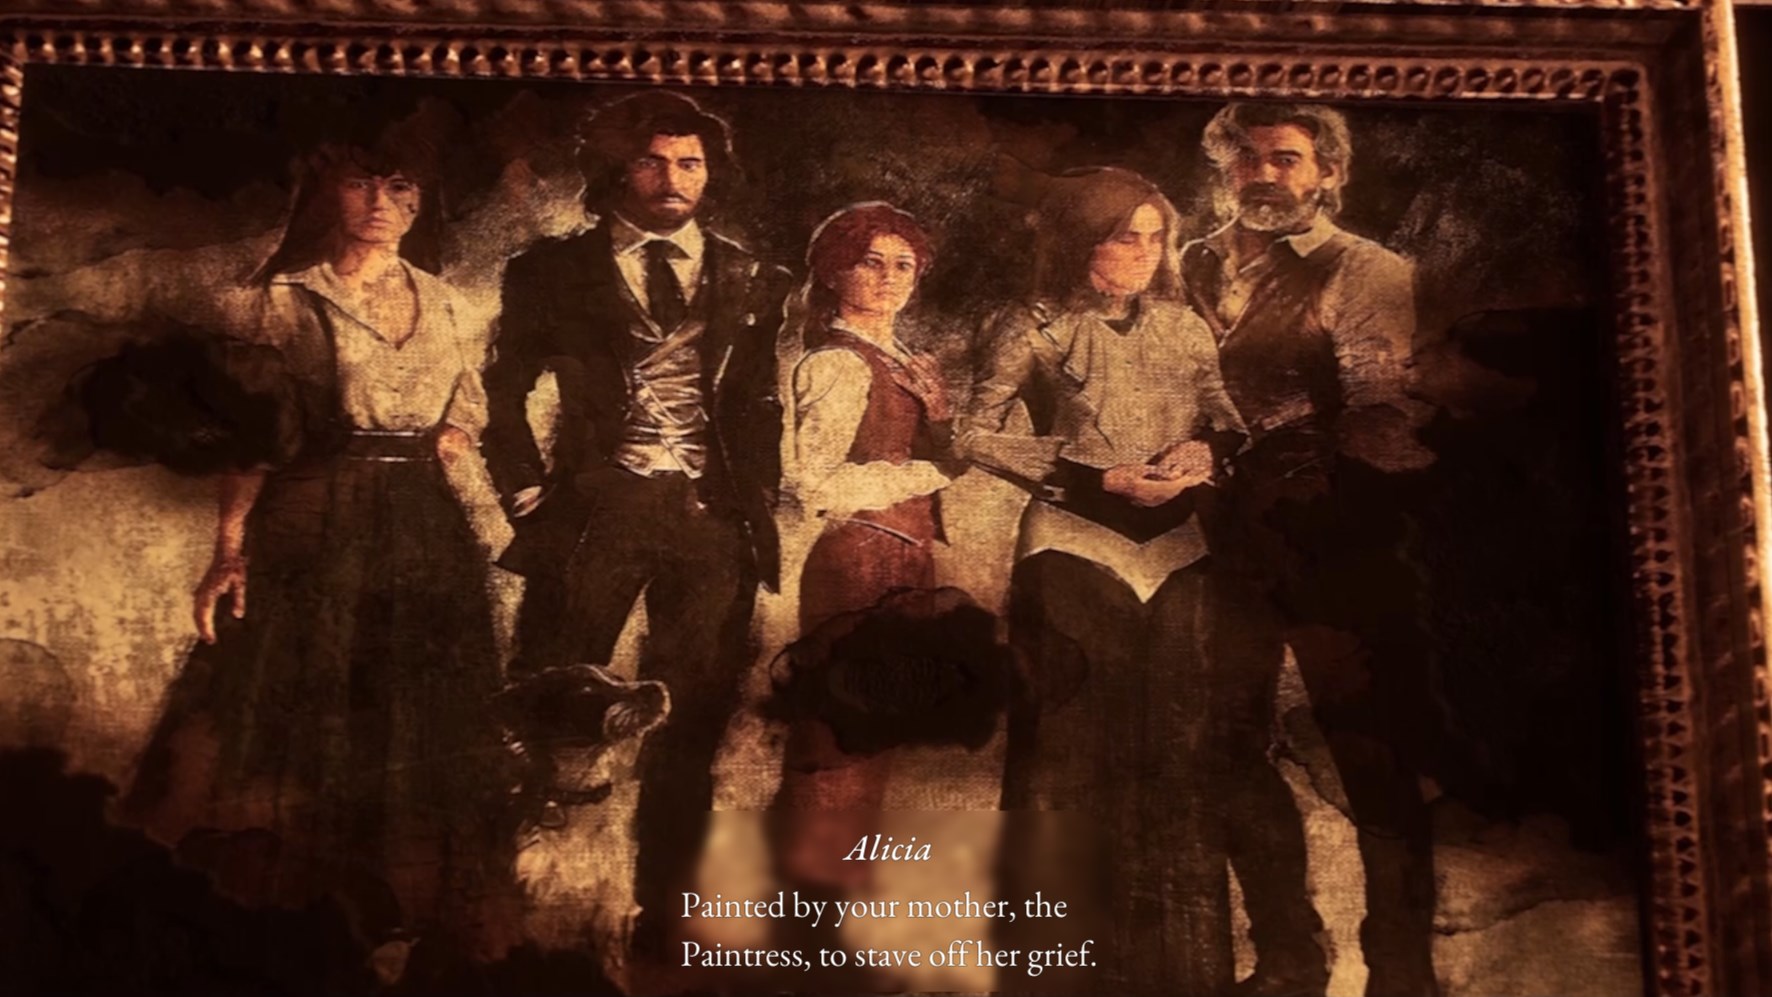 Alicia
Painted by your mother, the
Paintress, to stave off her grief.